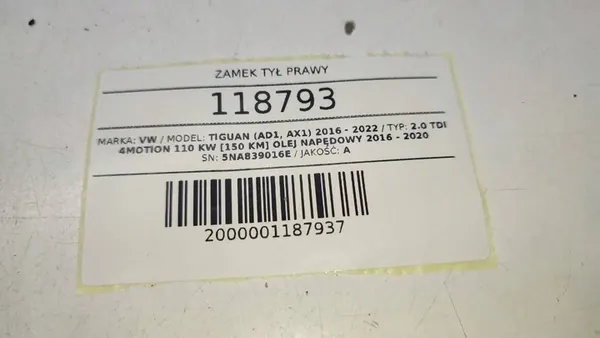 ZAMEK TYŁ PRAWY
118793
MARKA: VW / MODEL: TIGUAN (AD1, AX1) 2016 - 2022 / TYP: 2.0 TDI
4MOTION 110 KW [150 KM] OLEJ NAPĘDOWY 2016 - 2020
SN: 5NA839016E / JAKOŚĆ: A
2000001187937